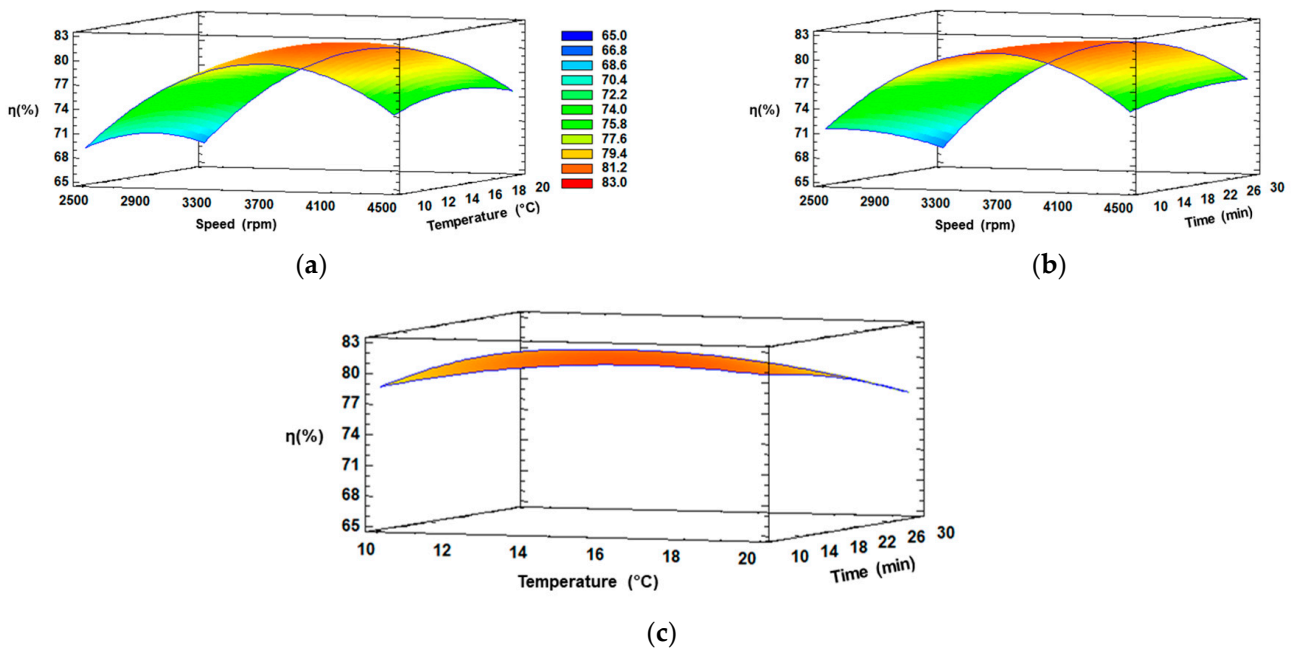 83
80
77
η(%)
74
71
68
65
2500 2900 3300 3700 4100 4500
Speed (rpm)
10 12 14 16 18 20
Temperature (°C)
65.0
66.8
68.6
70.4
72.2
74.0
75.8
77.6
79.4
81.2
83.0
(a)
83
80
77
η(%)
74
71
68
65
2500 2900 3300 3700 4100 4500
Speed (rpm)
10 14 18 22 26 30
Time (min)
(b)
83
80
77
η(%)
74
71
68
65
10 12 14 16 18 20
Temperature (°C)
10 14 18 22 26 30
Time (min)
(c)